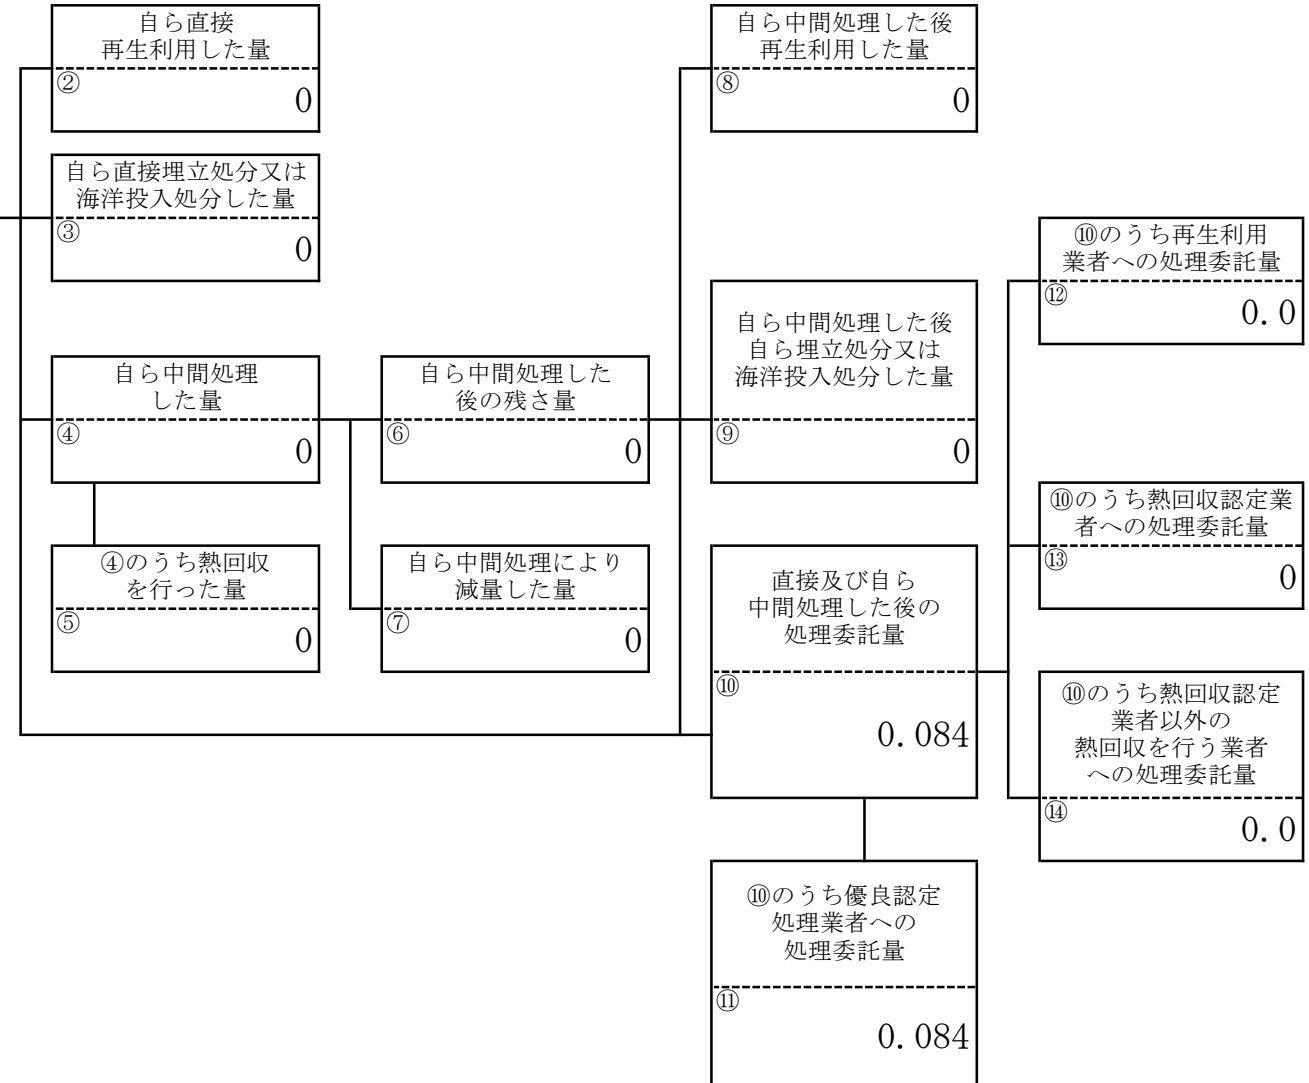 自ら直接
再生利用した量
②
0
自ら直接埋立処分又は
海洋投入処分した量
③
0
自ら中間処理
した量
④
0
④のうち熱回収
を行った量
⑤
0
自ら中間処理した
後の残さ量
⑥
0
自ら中間処理により
減量した量
⑦
0
自ら中間処理した後
再生利用した量
⑧
0
自ら中間処理した後
自ら埋立処分又は
海洋投入処分した量
⑨
0
直接及び自ら
中間処理した後の
処理委託量
⑩
0.084
⑩のうち優良認定
処理業者への
処理委託量
⑪
0.084
⑩のうち再生利用
業者への処理委託量
⑫
0.0
⑩のうち熱回収認定業
者への処理委託量
⑬
0
⑩のうち熱回収認定
業者以外の
熱回収を行う業者
への処理委託量
⑭
0.0